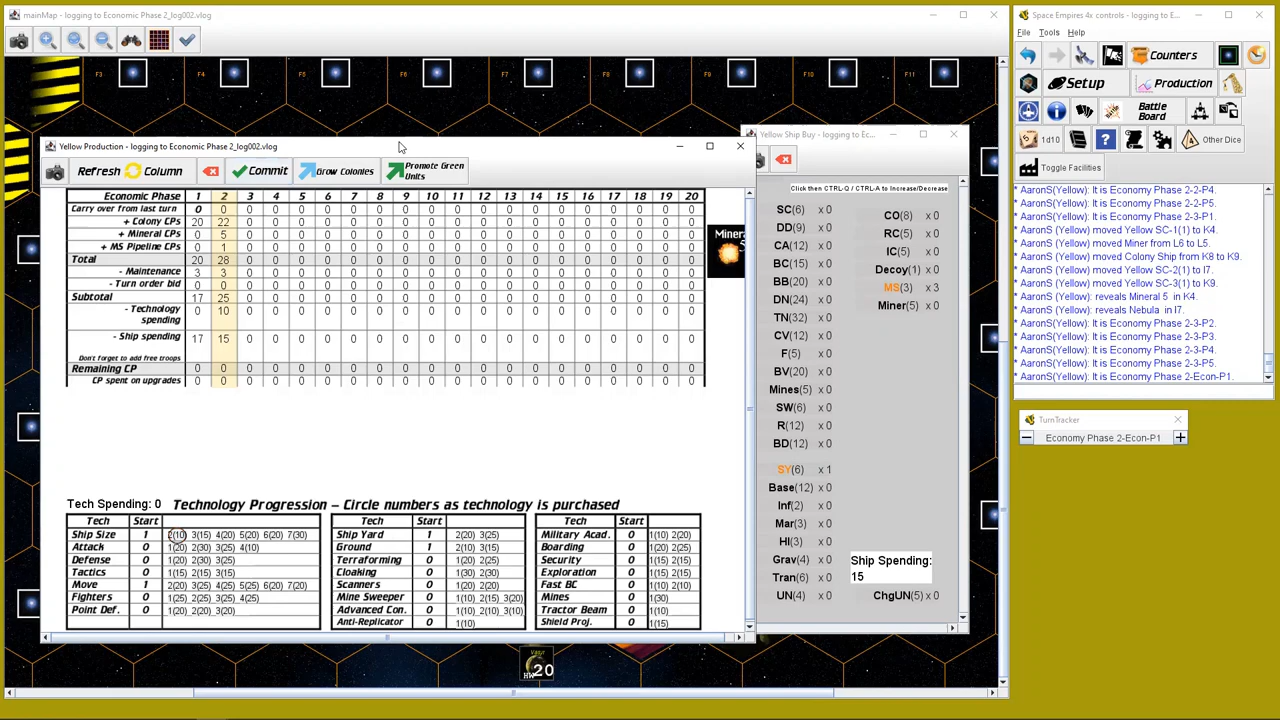 mainMap - logging to Economic Phase 2_log002.vlog
F3 F4 F5 F6 F7 F8 F9 F10 F11
Yellow Production - logging to Economic Phase 2_log002.vlog
Refresh Column Commit Grow Colonies Promote Green Units
Economic Phase 1 2 3 4 5 6 7 8 9 10 11 12 13 14 15 16 17 18 19 20
Carry over from last turn 0 0 0 0 0 0 0 0 0 0 0 0 0 0 0 0 0 0 0 0
+ Colony CPs 20 22 0 0 0 0 0 0 0 0 0 0 0 0 0 0 0 0 0 0
+ Mineral CPs 0 5 0 0 0 0 0 0 0 0 0 0 0 0 0 0 0 0 0 0
+ MS Pipeline CPs 0 1 0 0 0 0 0 0 0 0 0 0 0 0 0 0 0 0 0 0
Total 20 28 0 0 0 0 0 0 0 0 0 0 0 0 0 0 0 0 0 0
- Maintenance 3 3 0 0 0 0 0 0 0 0 0 0 0 0 0 0 0 0 0 0
- Turn order bid 0 0 0 0 0 0 0 0 0 0 0 0 0 0 0 0 0 0 0 0
Subtotal 17 25 0 0 0 0 0 0 0 0 0 0 0 0 0 0 0 0 0 0
- Technology spending 0 10 0 0 0 0 0 0 0 0 0 0 0 0 0 0 0 0 0 0
- Ship spending 17 15 0 0 0 0 0 0 0 0 0 0 0 0 0 0 0 0 0 0
Don't forget to add free troops
Remaining CP 0 0 0 0 0 0 0 0 0 0 0 0 0 0 0 0 0 0 0 0
CP spent on upgrades 0 0 0 0 0 0 0 0 0 0 0 0 0 0 0 0 0 0 0 0
Tech Spending: 0 Technology Progression – Circle numbers as technology is purchased
Tech Start
Ship Size 1 2(10) 3(15) 4(20) 5(20) 6(20) 7(30)
Attack 0 1(20) 2(30) 3(25) 4(10)
Defense 0 1(20) 2(30) 3(25)
Tactics 0 1(15) 2(15) 3(15)
Move 1 2(20) 3(25) 4(25) 5(25) 6(20) 7(20)
Fighters 0 1(25) 2(25) 3(25) 4(25)
Point Def. 0 1(20) 2(20) 3(20)
Tech Start
Ship Yard 1 2(20) 3(25)
Ground 1 2(10) 3(15)
Terraforming 0 1(20) 2(25)
Cloaking 0 1(30) 2(30)
Scanners 0 1(20) 2(20)
Mine Sweeper 0 1(10) 2(15) 3(20)
Advanced Con. 0 1(10) 2(10) 3(10)
Anti-Replicator 0 1(10)
Tech Start
Military Acad. 0 1(10) 2(20)
Boarding 0 1(20) 2(25)
Security 0 1(15) 2(15)
Exploration 0 1(15) 2(15)
Fast BC 0 1(10) 2(10)
Mines 0 1(30)
Tractor Beam 0 1(10)
Shield Proj. 0 1(15)
HW 20
Yellow Ship Buy - logging to Ec...
Click then CTRL-Q / CTRL-A to Increase/Decrease
SC(6) x 0
DD(9) x 0
CA(12) x 0
BC(15) x 0
BB(20) x 0
DN(24) x 0
TN(32) x 0
CV(12) x 0
F(5) x 0
BV(20) x 0
Mines(5) x 0
SW(6) x 0
R(12) x 0
BD(12) x 0
SY(6) x 1
Base(12) x 0
Inf(2) x 0
Mar(3) x 0
HI(3) x 0
Grav(4) x 0
Tran(6) x 0
UN(4) x 0
CO(8) x 0
RC(5) x 0
IC(5) x 0
Decoy(1) x 0
MS(3) x 3
Miner(5) x 0
Ship Spending:
15
ChgUN(5) x 0
Space Empires 4x controls - logging to E...
File Tools Help
Counters
Setup Production
Battle Board
1d10 Other Dice
Toggle Facilities
* AaronS(Yellow): It is Economy Phase 2-2-P4.
* AaronS(Yellow): It is Economy Phase 2-2-P5.
* AaronS(Yellow): It is Economy Phase 2-3-P1.
* AaronS(Yellow) moved Yellow SC-1(1) to K4.
* AaronS(Yellow) moved Miner from L6 to L5.
* AaronS(Yellow) moved Colony Ship from K8 to K9.
* AaronS(Yellow) moved Yellow SC-2(1) to I7.
* AaronS(Yellow) moved Yellow SC-3(1) to K9.
* AaronS(Yellow): reveals Mineral 5 in K4.
* AaronS(Yellow): reveals Nebula in I7.
* AaronS(Yellow): It is Economy Phase 2-3-P2.
* AaronS(Yellow): It is Economy Phase 2-3-P3.
* AaronS(Yellow): It is Economy Phase 2-3-P4.
* AaronS(Yellow): It is Economy Phase 2-3-P5.
* AaronS(Yellow): It is Economy Phase 2-Econ-P1.
TurnTracker
Economy Phase 2-Econ-P1